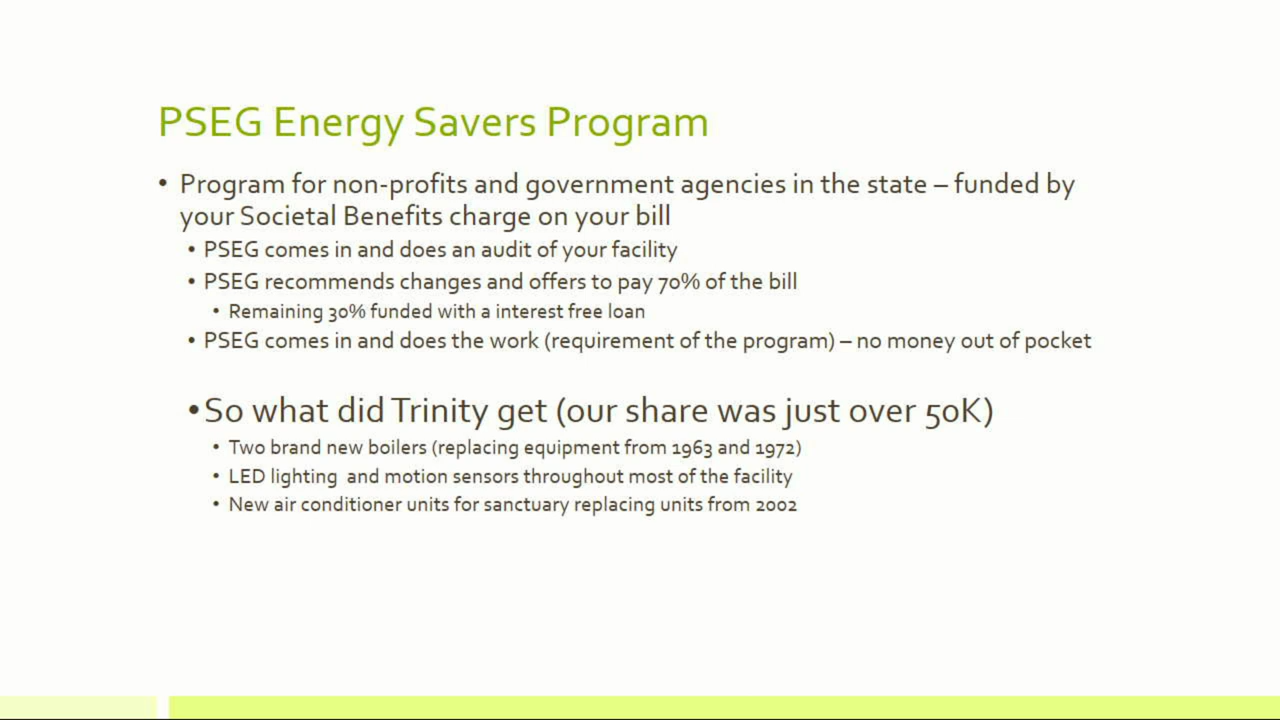 PSEG Energy Savers Program
• Program for non-profits and government agencies in the state – funded by
your Societal Benefits charge on your bill
• PSEG comes in and does an audit of your facility
• PSEG recommends changes and offers to pay 70% of the bill
• Remaining 30% funded with a interest free loan
• PSEG comes in and does the work (requirement of the program) – no money out of pocket
• So what did Trinity get (our share was just over 50K)
• Two brand new boilers (replacing equipment from 1963 and 1972)
• LED lighting and motion sensors throughout most of the facility
• New air conditioner units for sanctuary replacing units from 2002